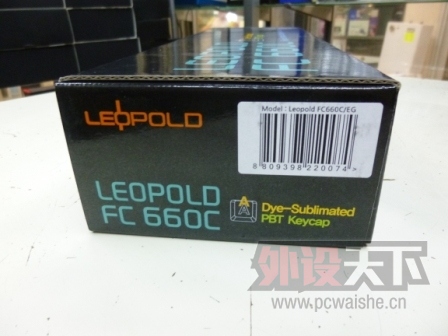 LEOPOLD
Model : Leopold FC660C/EG
8 809398 220074
LEOPOLD
FC 660C
A
Dye-Sublimated
PBT Keycap
外设天下
www.pcwaishe.cn